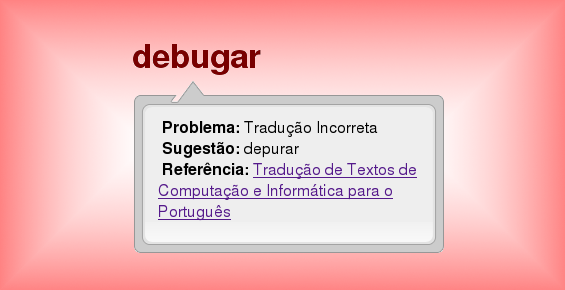 debugar
Problema: Tradução Incorreta
Sugestão: depurar
Referência: Tradução de Textos de
Computação e Informática para o
Português